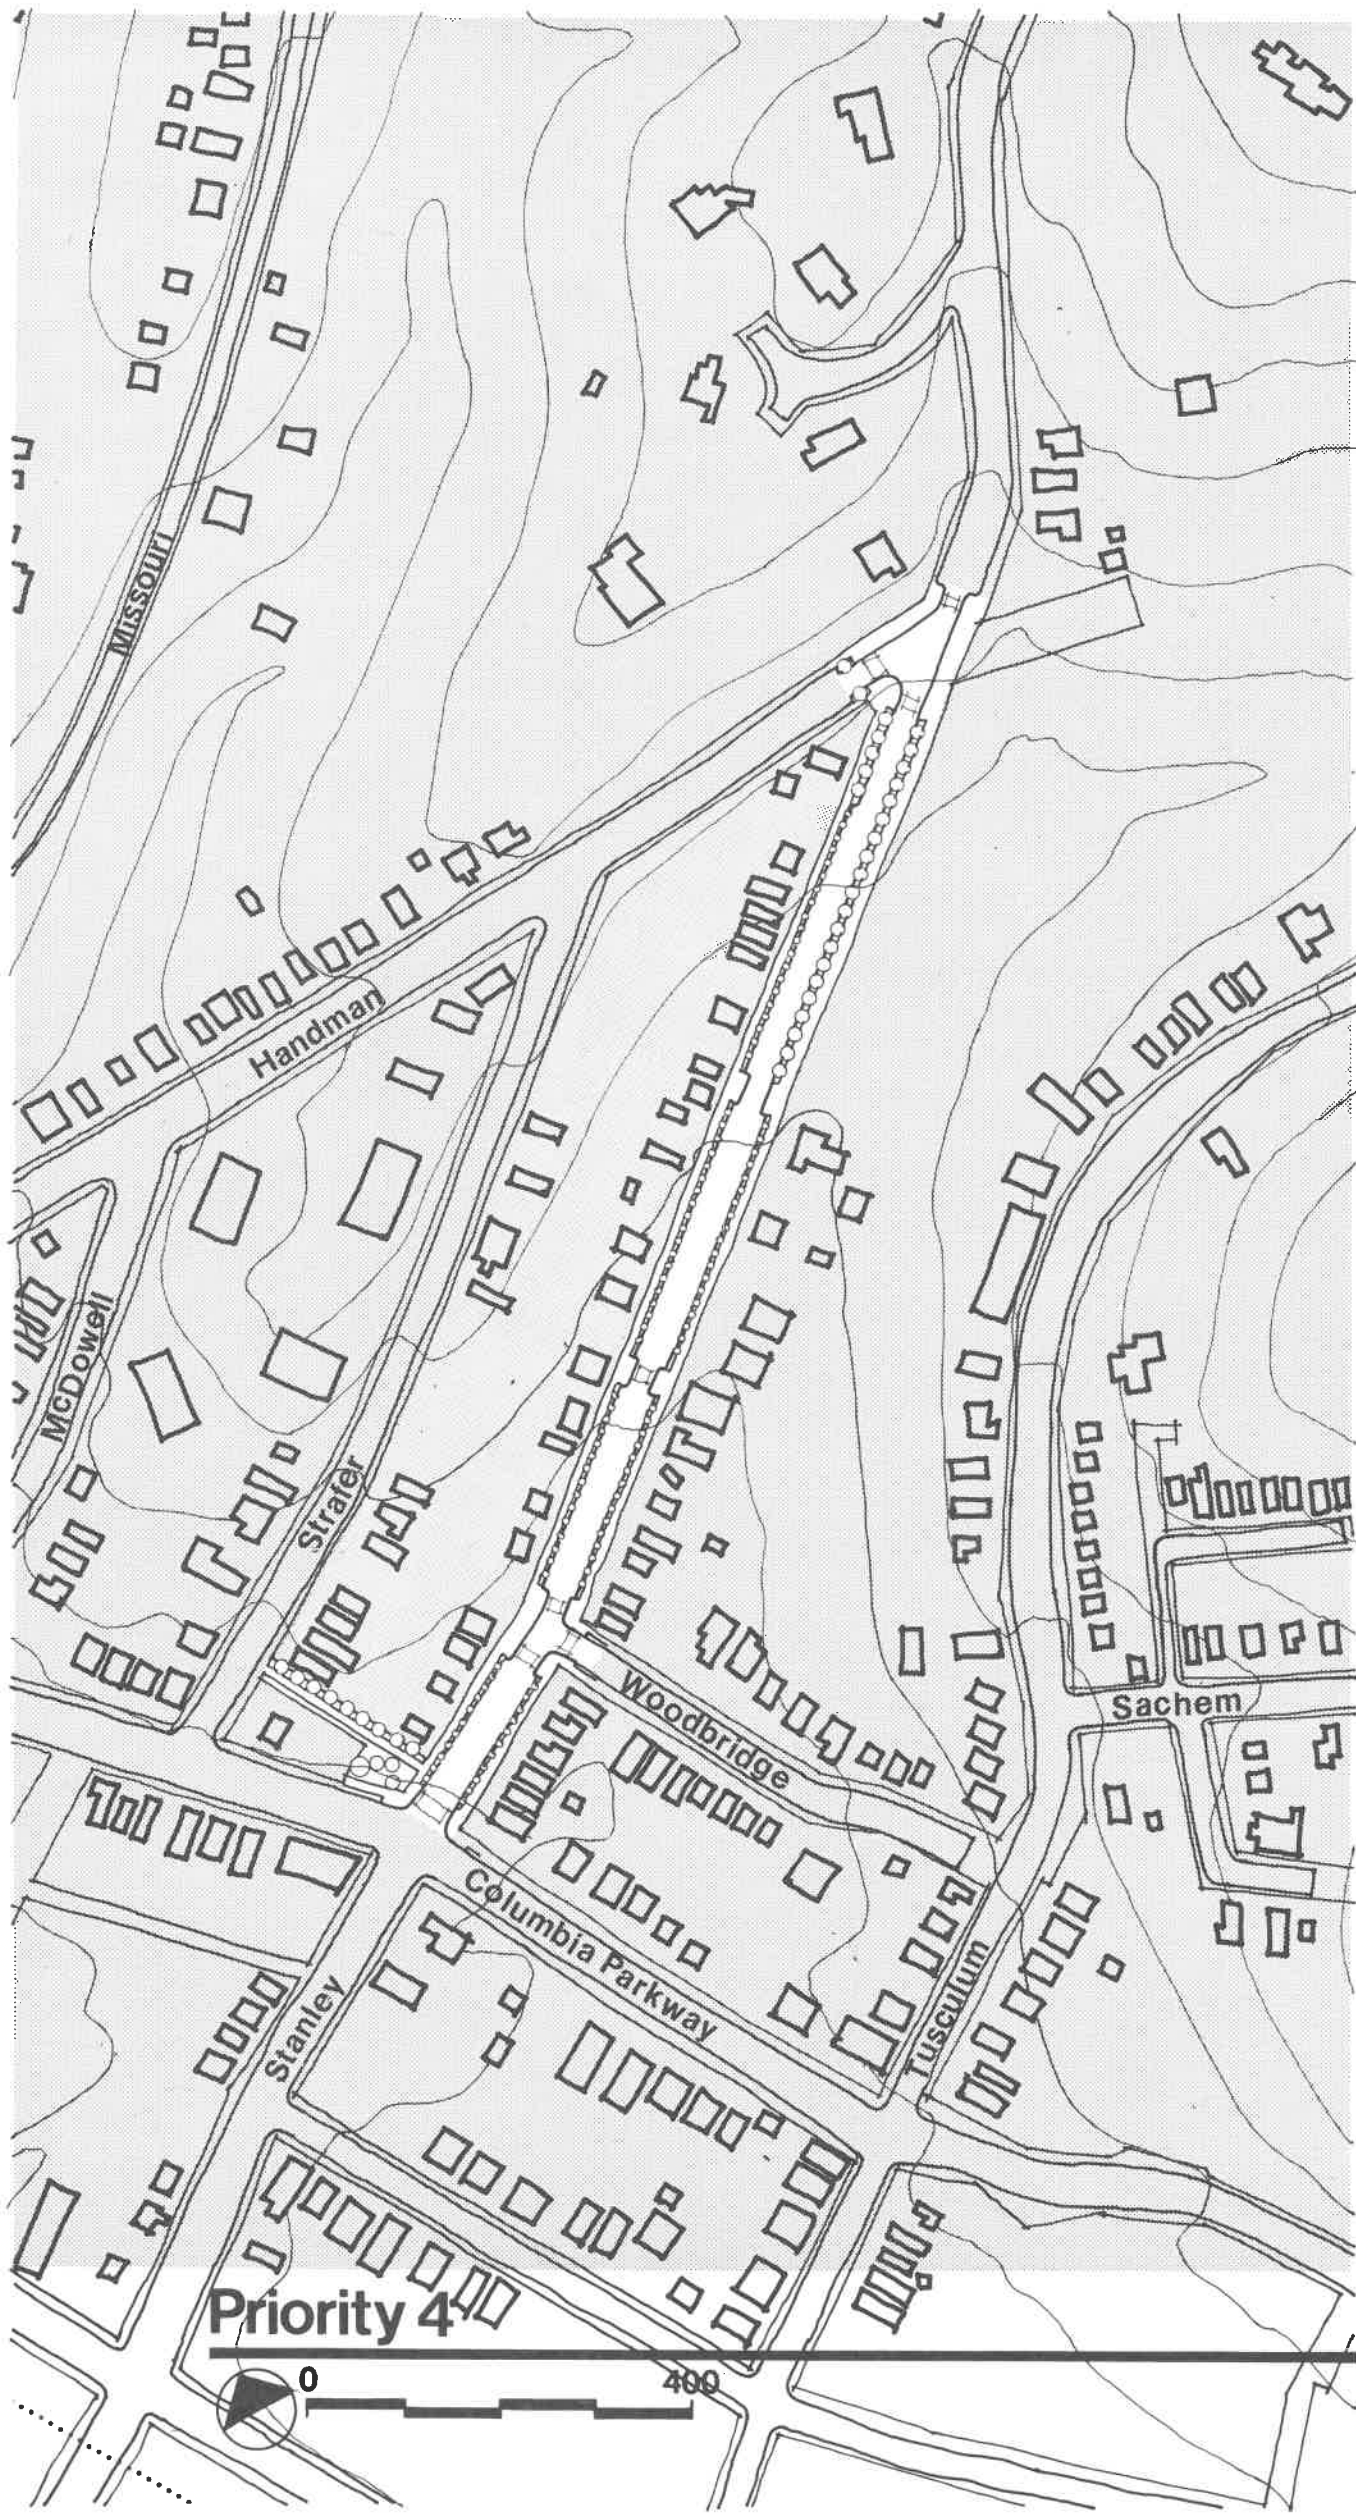 Missouri
Handman
McDowell
Strafer
Woodbridge
Sachem
Columbia Parkway
Stanley
Tusculum
Priority 4
0
400